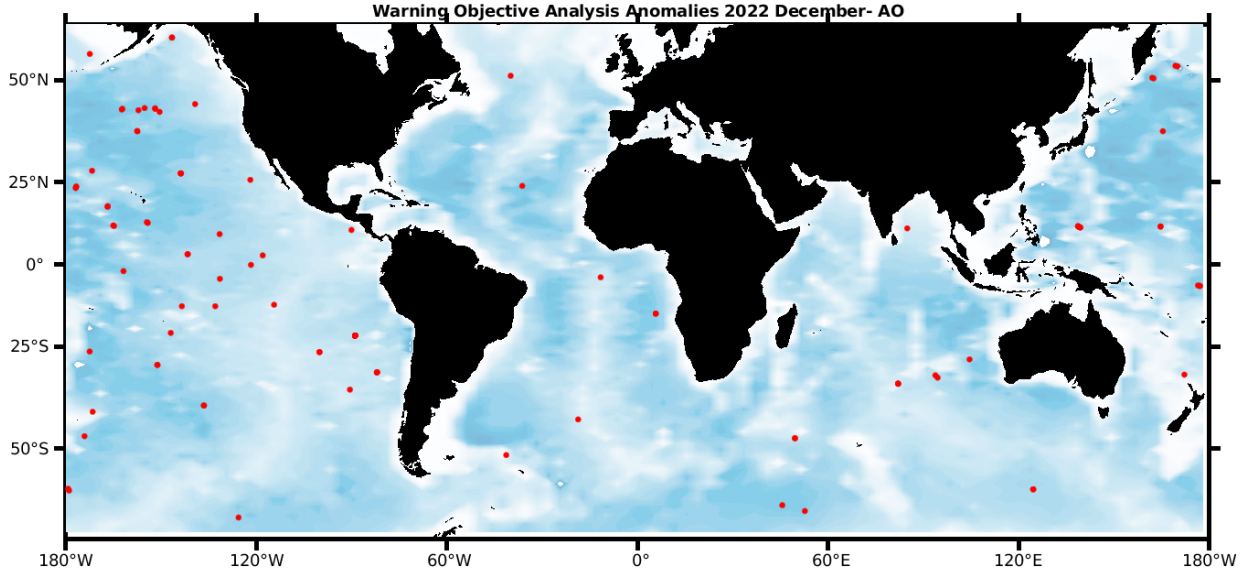 Warning Objective Analysis Anomalies 2022 December- AO
50°N
25°N
0°
25°S
50°S
180°W 120°W 60°W 0° 60°E 120°E 180°W